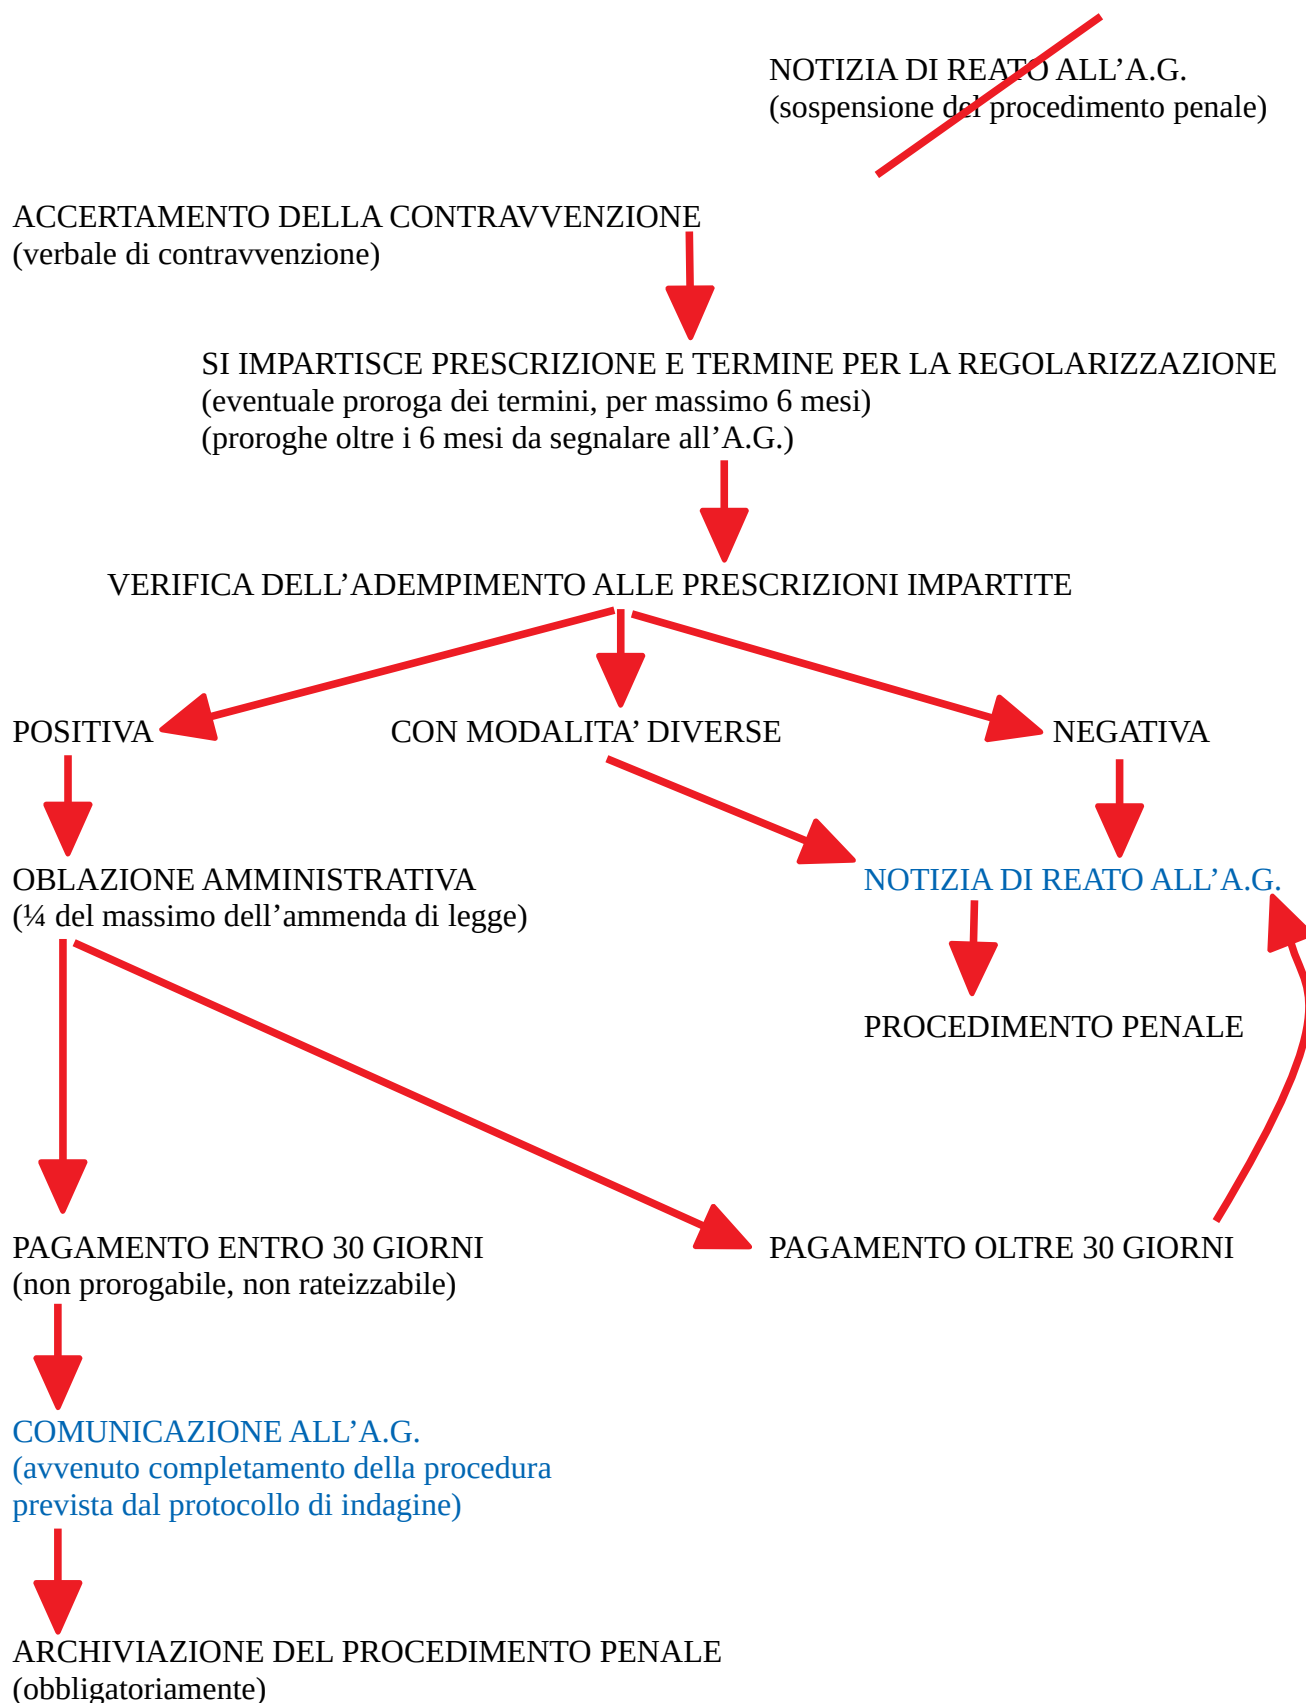 NOTIZIA DI REATO ALL’A.G.
(sospensione del procedimento penale)
ACCERTAMENTO DELLA CONTRAVVENZIONE
(verbale di contravvenzione)
SI IMPARTISCE PRESCRIZIONE E TERMINE PER LA REGOLARIZZAZIONE
(eventuale proroga dei termini, per massimo 6 mesi)
(proroghe oltre i 6 mesi da segnalare all’A.G.)
VERIFICA DELL’ADEMPIMENTO ALLE PRESCRIZIONI IMPARTITE
POSITIVA
CON MODALITA’ DIVERSE
NEGATIVA
OBLAZIONE AMMINISTRATIVA
(¼ del massimo dell’ammenda di legge)
NOTIZIA DI REATO ALL’A.G.
PROCEDIMENTO PENALE
PAGAMENTO ENTRO 30 GIORNI
(non prorogabile, non rateizzabile)
PAGAMENTO OLTRE 30 GIORNI
COMUNICAZIONE ALL’A.G.
(avvenuto completamento della procedura
prevista dal protocollo di indagine)
ARCHIVIAZIONE DEL PROCEDIMENTO PENALE
(obbligatoriamente)